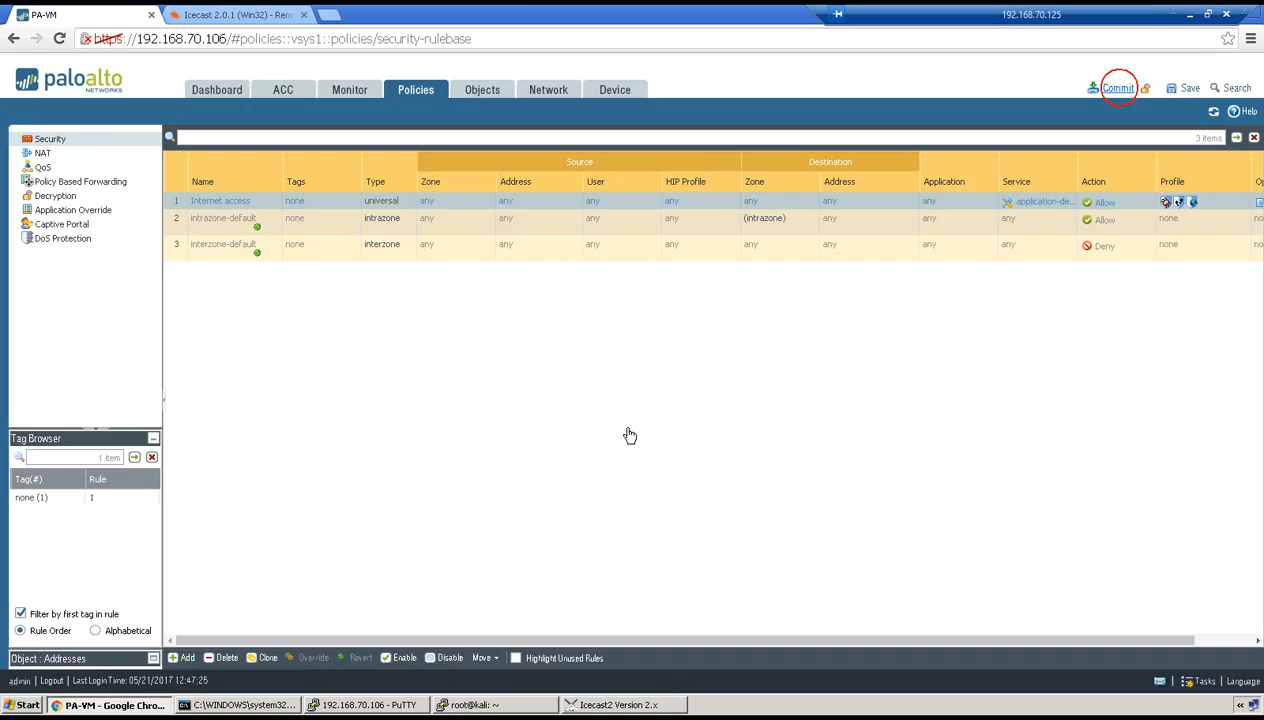 PA-VM
Icecast 2.0.1 (Win32) - Rem
192.168.70.125
https://192.168.70.106/#policies::vsys1::policies/security-rulebase
paloalto
NETWORKS
Dashboard ACC Monitor Policies Objects Network Device
Commit Save Search
Help
Security
NAT
QoS
Policy Based Forwarding
Decryption
Application Override
Captive Portal
DoS Protection
3 items
Source Destination
Name Tags Type Zone Address User HIP Profile Zone Address Application Service Action Profile Op
1 Internet access none universal any any any any any any any application-de... Allow
2 intrazone-default none intrazone any any any any (intrazone) any any any Allow none no
3 interzone-default none interzone any any any any any any any any Deny none no
Tag Browser
1 item
Tag(#) Rule
none (1) 1
Filter by first tag in rule
Rule Order Alphabetical
Object : Addresses
Add Delete Clone Override Revert Enable Disable Move Highlight Unused Rules
admin | Logout | Last Login Time: 05/21/2017 12:47:25
Tasks | Language
Start PA-VM - Google Chro... C:\WINDOWS\system32... 192.168.70.106 - PuTTY root@kali: ~ Icecast2 Version 2.x